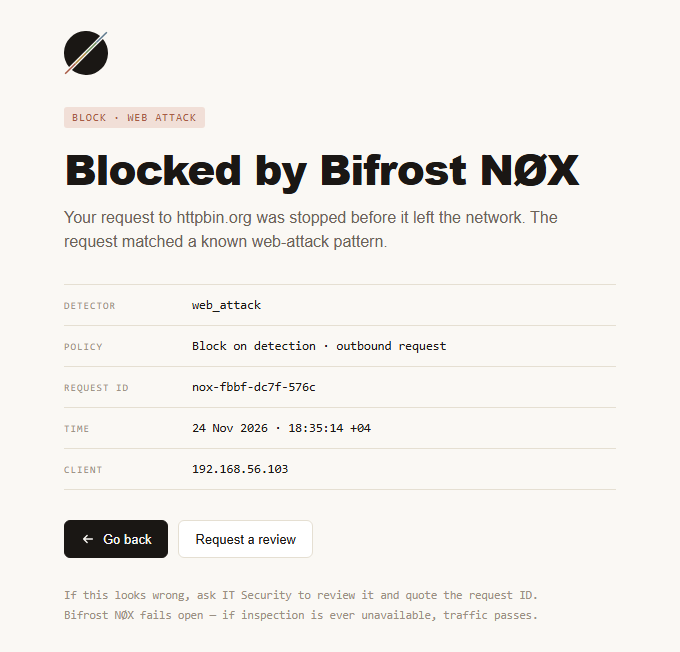 BLOCK · WEB ATTACK
Blocked by Bifrost NØX
Your request to httpbin.org was stopped before it left the network. The
request matched a known web-attack pattern.
DETECTOR web_attack
POLICY Block on detection · outbound request
REQUEST ID nox-fbbf-dc7f-576c
TIME 24 Nov 2026 · 18:35:14 +04
CLIENT 192.168.56.103
← Go back Request a review
If this looks wrong, ask IT Security to review it and quote the request ID.
Bifrost NØX fails open — if inspection is ever unavailable, traffic passes.